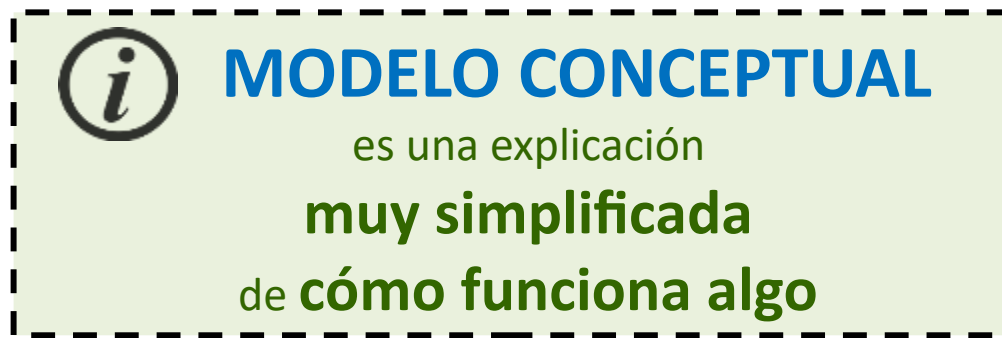 MODELO CONCEPTUAL
es una explicación
muy simplificada
de cómo funciona algo